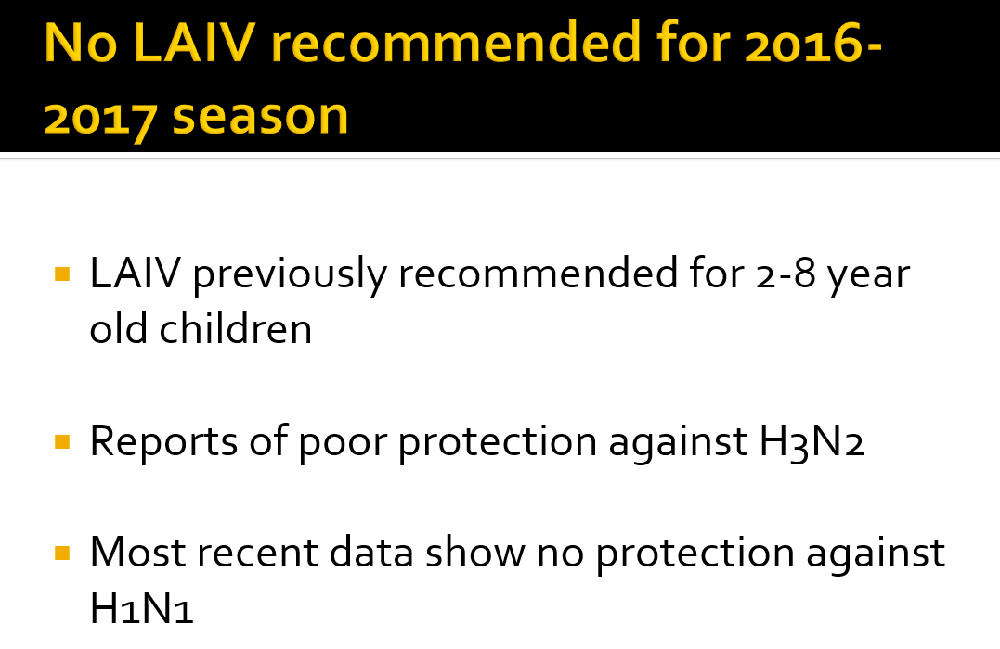 No LAIV recommended for 2016-
2017 season
▪ LAIV previously recommended for 2-8 year
old children
▪ Reports of poor protection against H3N2
▪ Most recent data show no protection against
H1N1